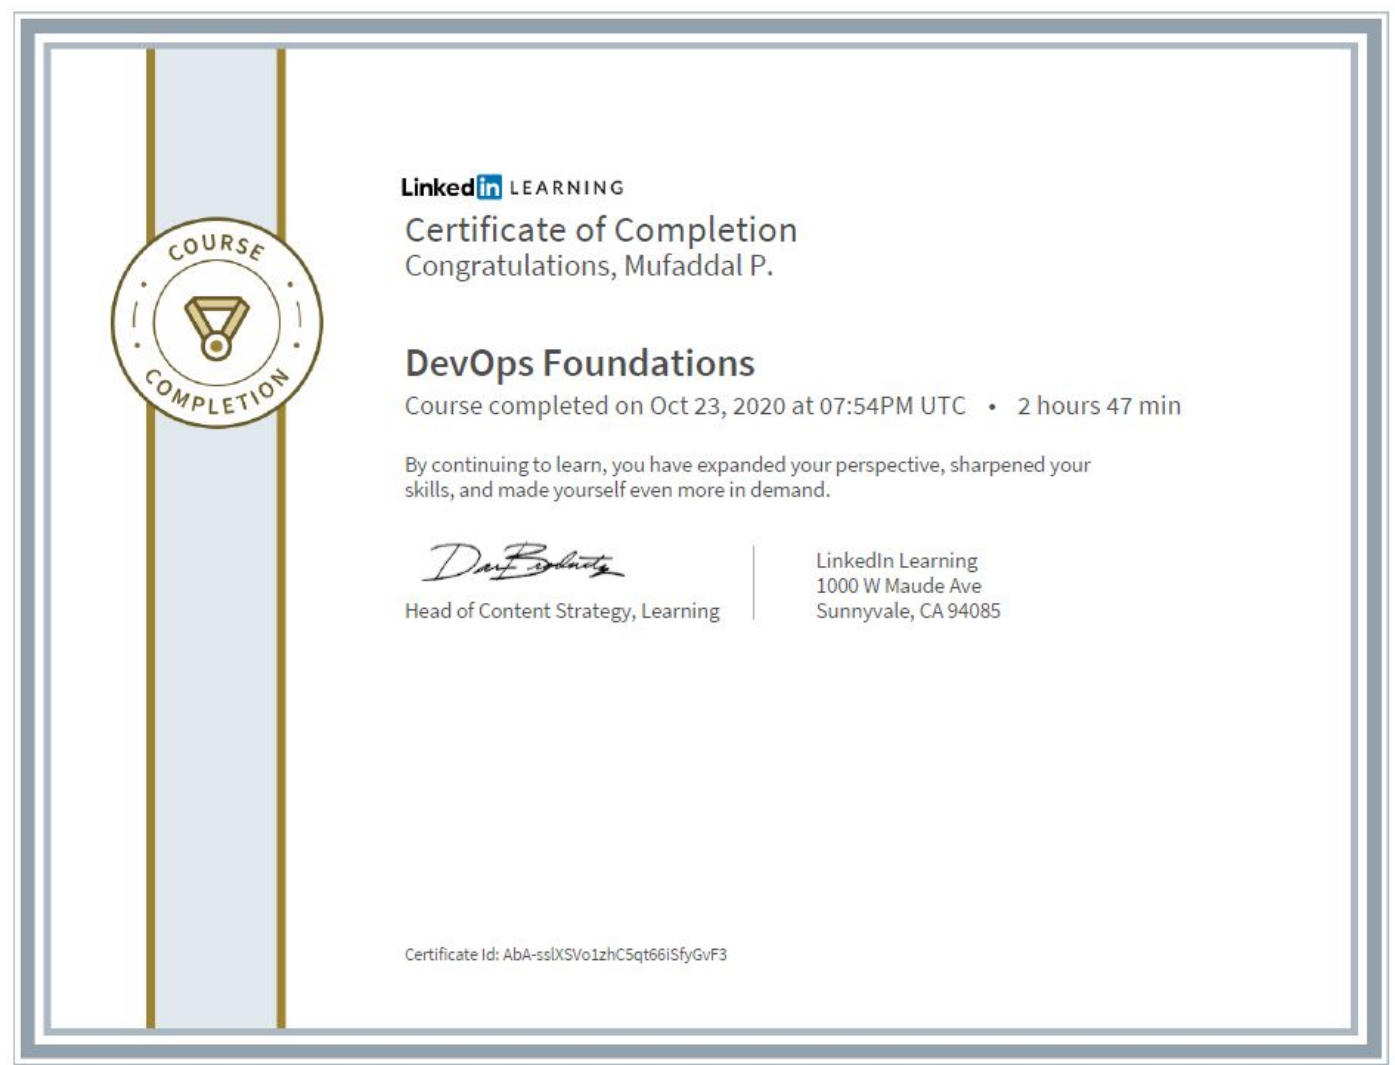 COURSE
COMPLETION
Linkedin LEARNING
Certificate of Completion
Congratulations, Mufaddal P.
DevOps Foundations
Course completed on Oct 23, 2020 at 07:54PM UTC • 2 hours 47 min
By continuing to learn, you have expanded your perspective, sharpened your
skills, and made yourself even more in demand.
Head of Content Strategy, Learning
LinkedIn Learning
1000 W Maude Ave
Sunnyvale, CA 94085
Certificate Id: AbA-sslXSVo1zhC5qt66iSfyGvF3